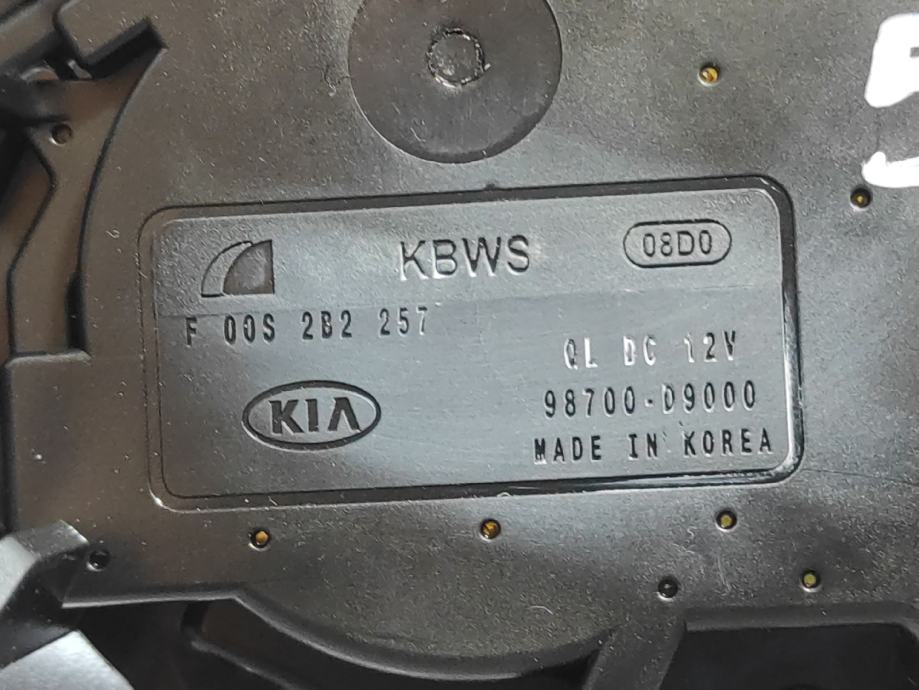 KBWS 08D0
F 00S 2B2 257
QL DC 12V
KIA 98700-D9000
MADE IN KOREA